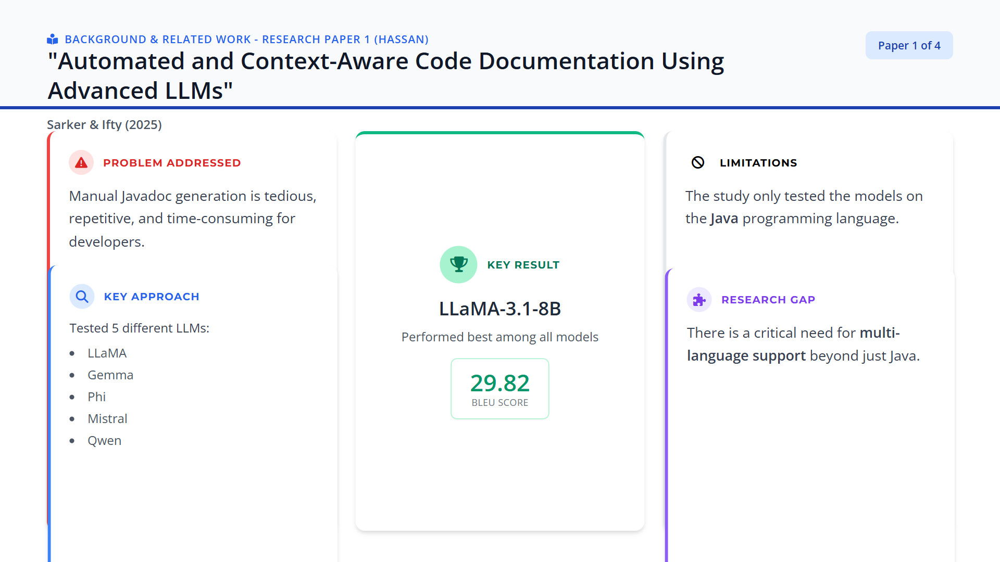 BACKGROUND & RELATED WORK - RESEARCH PAPER 1 (HASSAN)
"Automated and Context-Aware Code Documentation Using
Advanced LLMs"
Paper 1 of 4
Sarker & Ifty (2025)
PROBLEM ADDRESSED
Manual Javadoc generation is tedious,
repetitive, and time-consuming for
developers.
KEY APPROACH
Tested 5 different LLMs:
• LLaMA
• Gemma
• Phi
• Mistral
• Qwen
KEY RESULT
LLaMA-3.1-8B
Performed best among all models
29.82
BLEU SCORE
LIMITATIONS
The study only tested the models on
the Java programming language.
RESEARCH GAP
There is a critical need for multi-
language support beyond just Java.